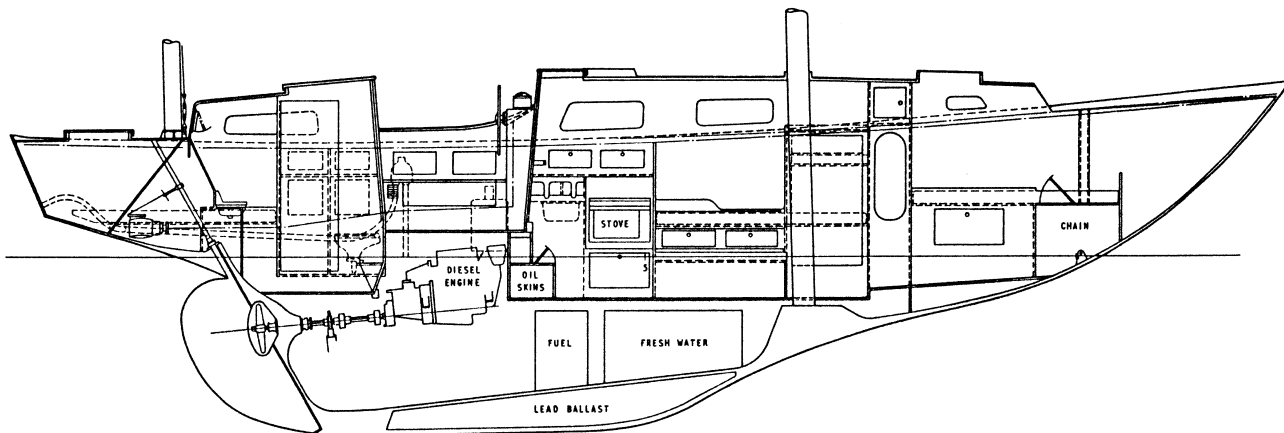 STOVE
CHAIN
DIESEL
ENGINE
OIL
SKINS
S
FUEL
FRESH WATER
LEAD BALLAST